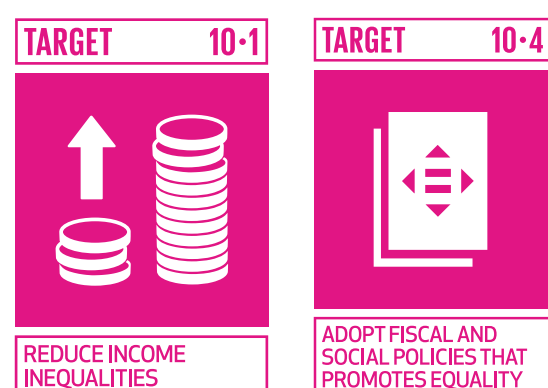 TARGET 10·1
REDUCE INCOME
INEQUALITIES
TARGET 10·4
ADOPT FISCAL AND
SOCIAL POLICIES THAT
PROMOTES EQUALITY